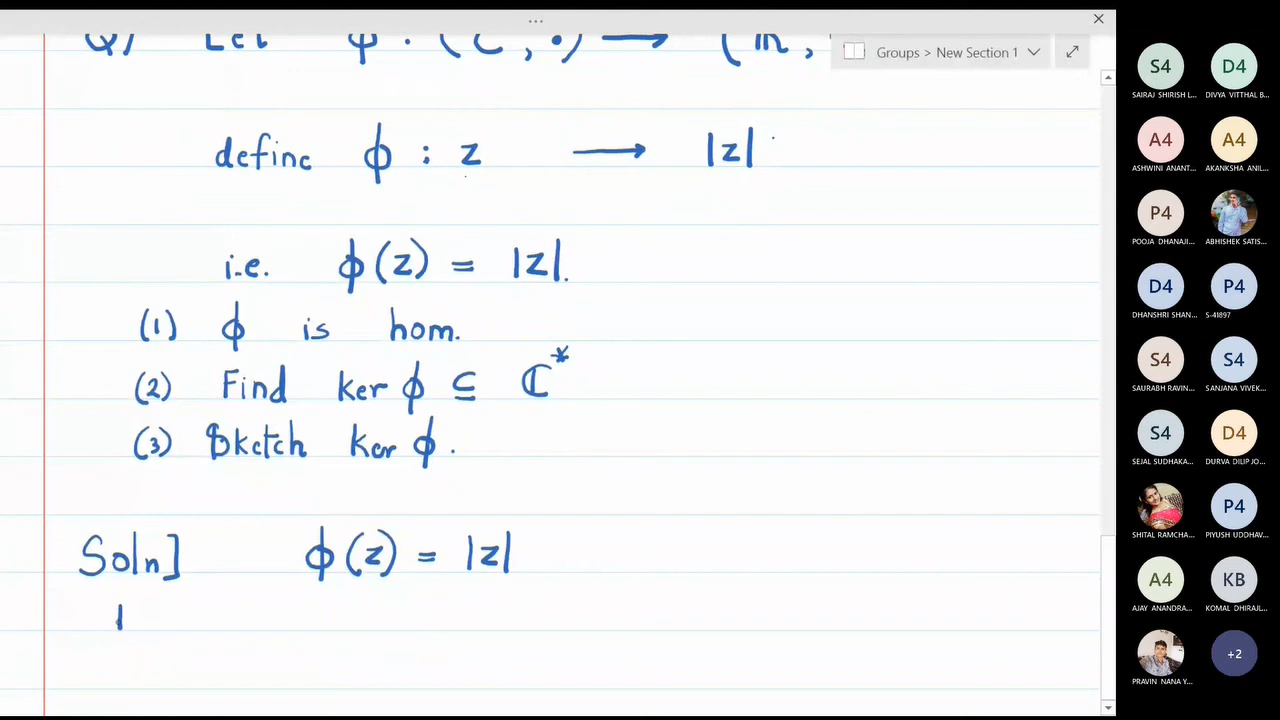 Q) Let ϕ : (ℂ , •) ⟶ (ℝ ,
Groups > New Section 1
define ϕ : z ⟶ |z|
i.e. ϕ(z) = |z|.
(1) ϕ is hom.
(2) Find ker ϕ ⊆ ℂ*
(3) Sketch ker ϕ.
Soln] ϕ(z) = |z|
S4 D4
SAIRAJ SHIRISH L... DIVYA VITTHAL B...
A4 A4
ASHWINI ANANT... AKANKSHA ANIL...
P4
POOJA DHANAJI... ABHISHEK SATIS...
D4 P4
DHANSHRI SHAN... S-41897
S4 S4
SAURABH RAVIN... SANJANA VIVEK...
S4 D4
SEJAL SUDHAKA... DURVA DILIP JO...
P4
SHITAL RAMCHA... PIYUSH UDDHAV...
A4 KB
AJAY ANANDRA... KOMAL DHIRAJL...
+2
PRAVIN NANA Y...